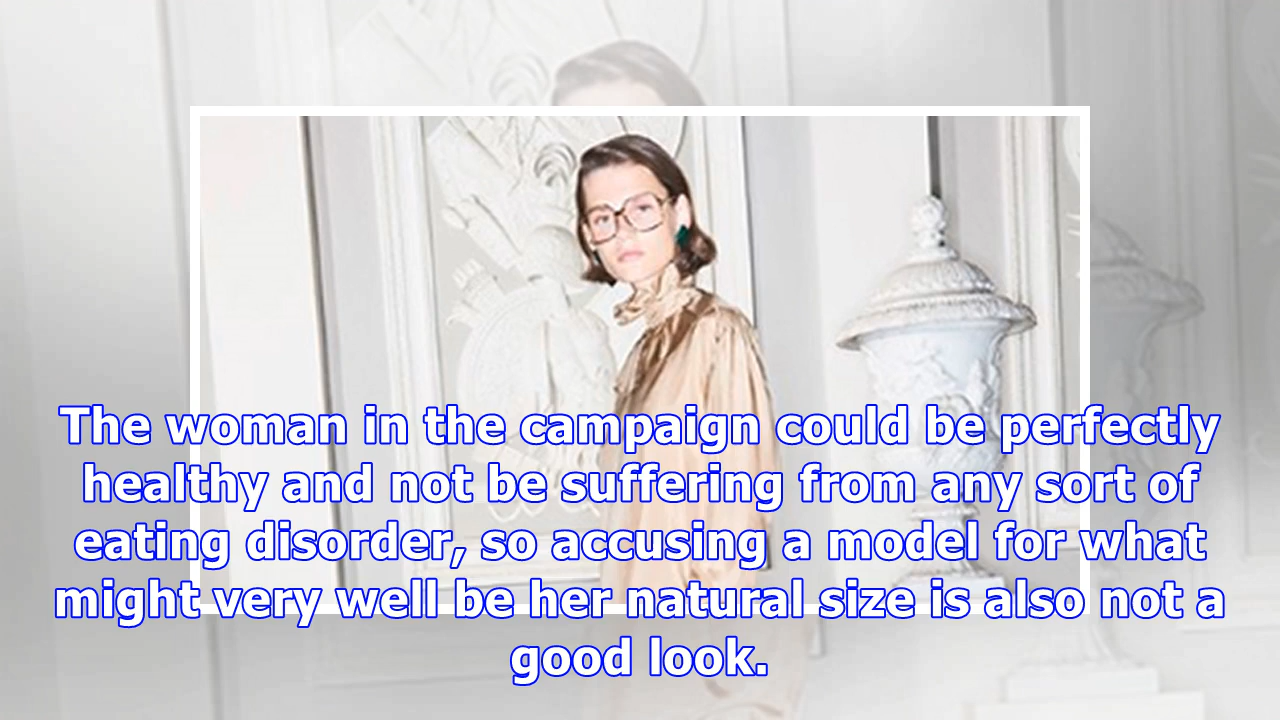 The woman in the campaign could be perfectly
healthy and not be suffering from any sort of
eating disorder, so accusing a model for what
might very well be her natural size is also not a
good look.